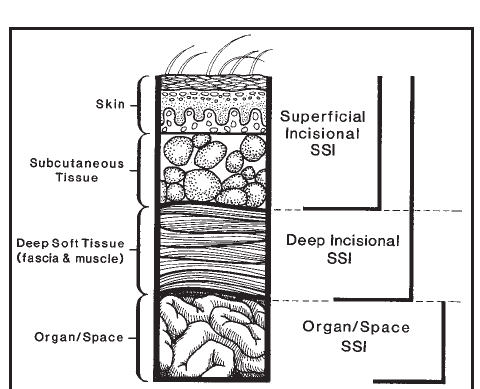 Skin
Superficial
Incisional
SSI
Subcutaneous
Tissue
Deep Soft Tissue
(fascia & muscle)
Deep Incisional
SSI
Organ/Space
Organ/Space
SSI